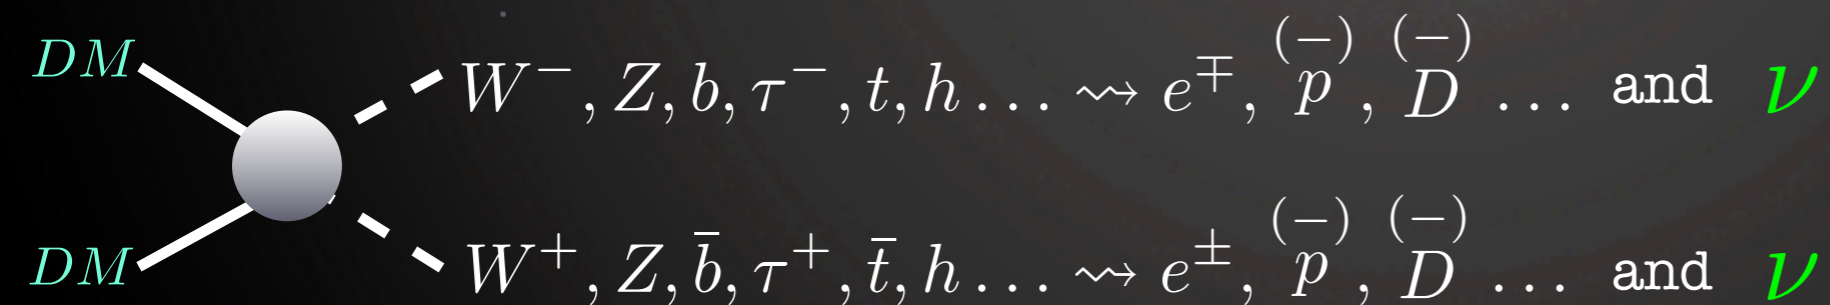 DM W⁻, Z, b, τ⁻, t, h … ⇝ e^∓, p^(−), D^(−) … and ν
DM W⁺, Z, b̄, τ⁺, t̄, h … ⇝ e^±, p^(−), D^(−) … and ν